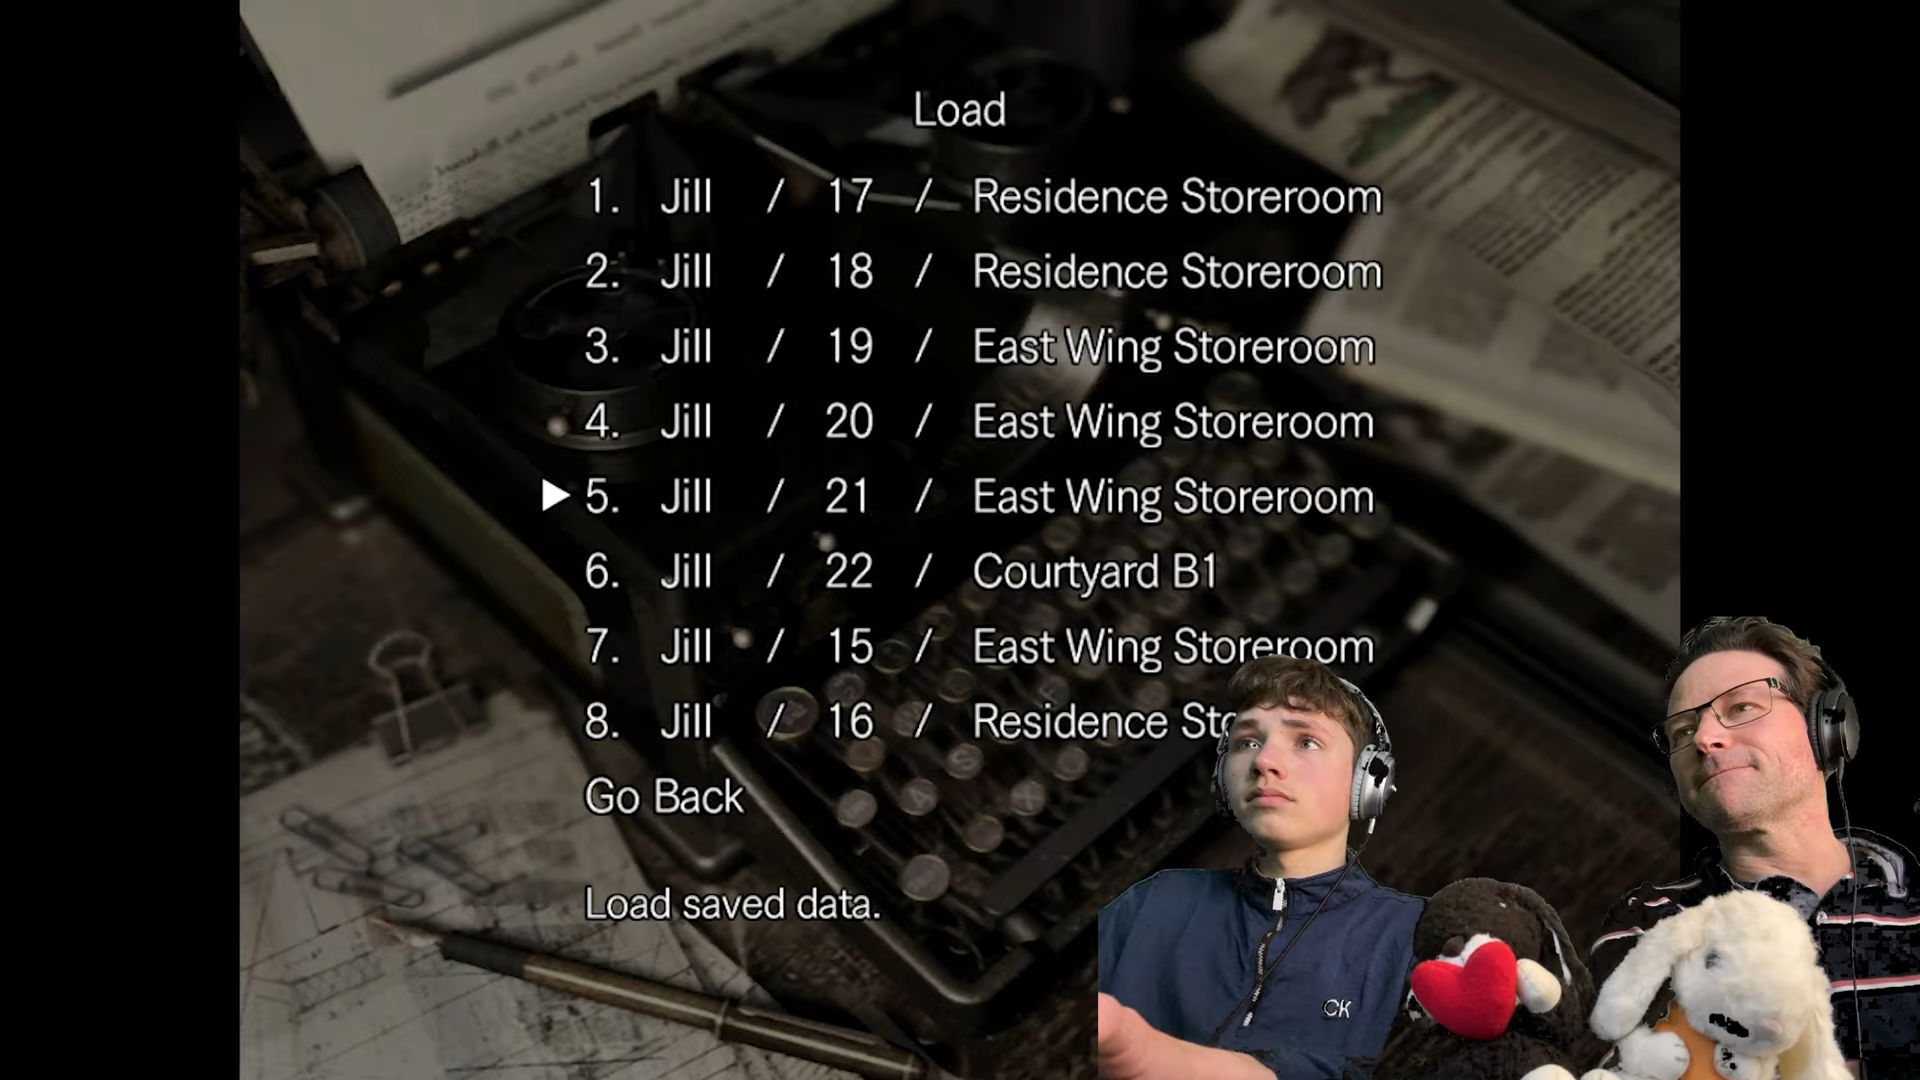 Load
1. Jill / 17 / Residence Storeroom
2. Jill / 18 / Residence Storeroom
3. Jill / 19 / East Wing Storeroom
4. Jill / 20 / East Wing Storeroom
5. Jill / 21 / East Wing Storeroom
6. Jill / 22 / Courtyard B1
7. Jill / 15 / East Wing Storeroom
8. Jill / 16 / Residence
Go Back
Load saved data.
CK